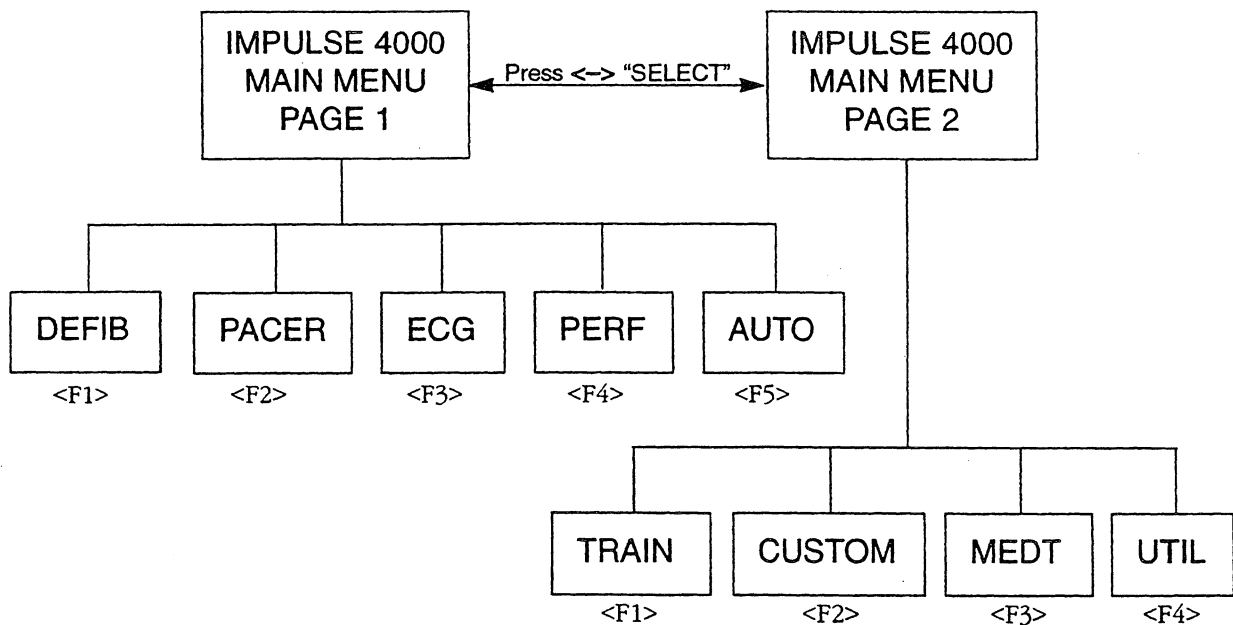 IMPULSE 4000
MAIN MENU
PAGE 1
Press <-> “SELECT”
IMPULSE 4000
MAIN MENU
PAGE 2
DEFIB
PACER
ECG
PERF
AUTO
<F1>
<F2>
<F3>
<F4>
<F5>
TRAIN
CUSTOM
MEDT
UTIL
<F1>
<F2>
<F3>
<F4>